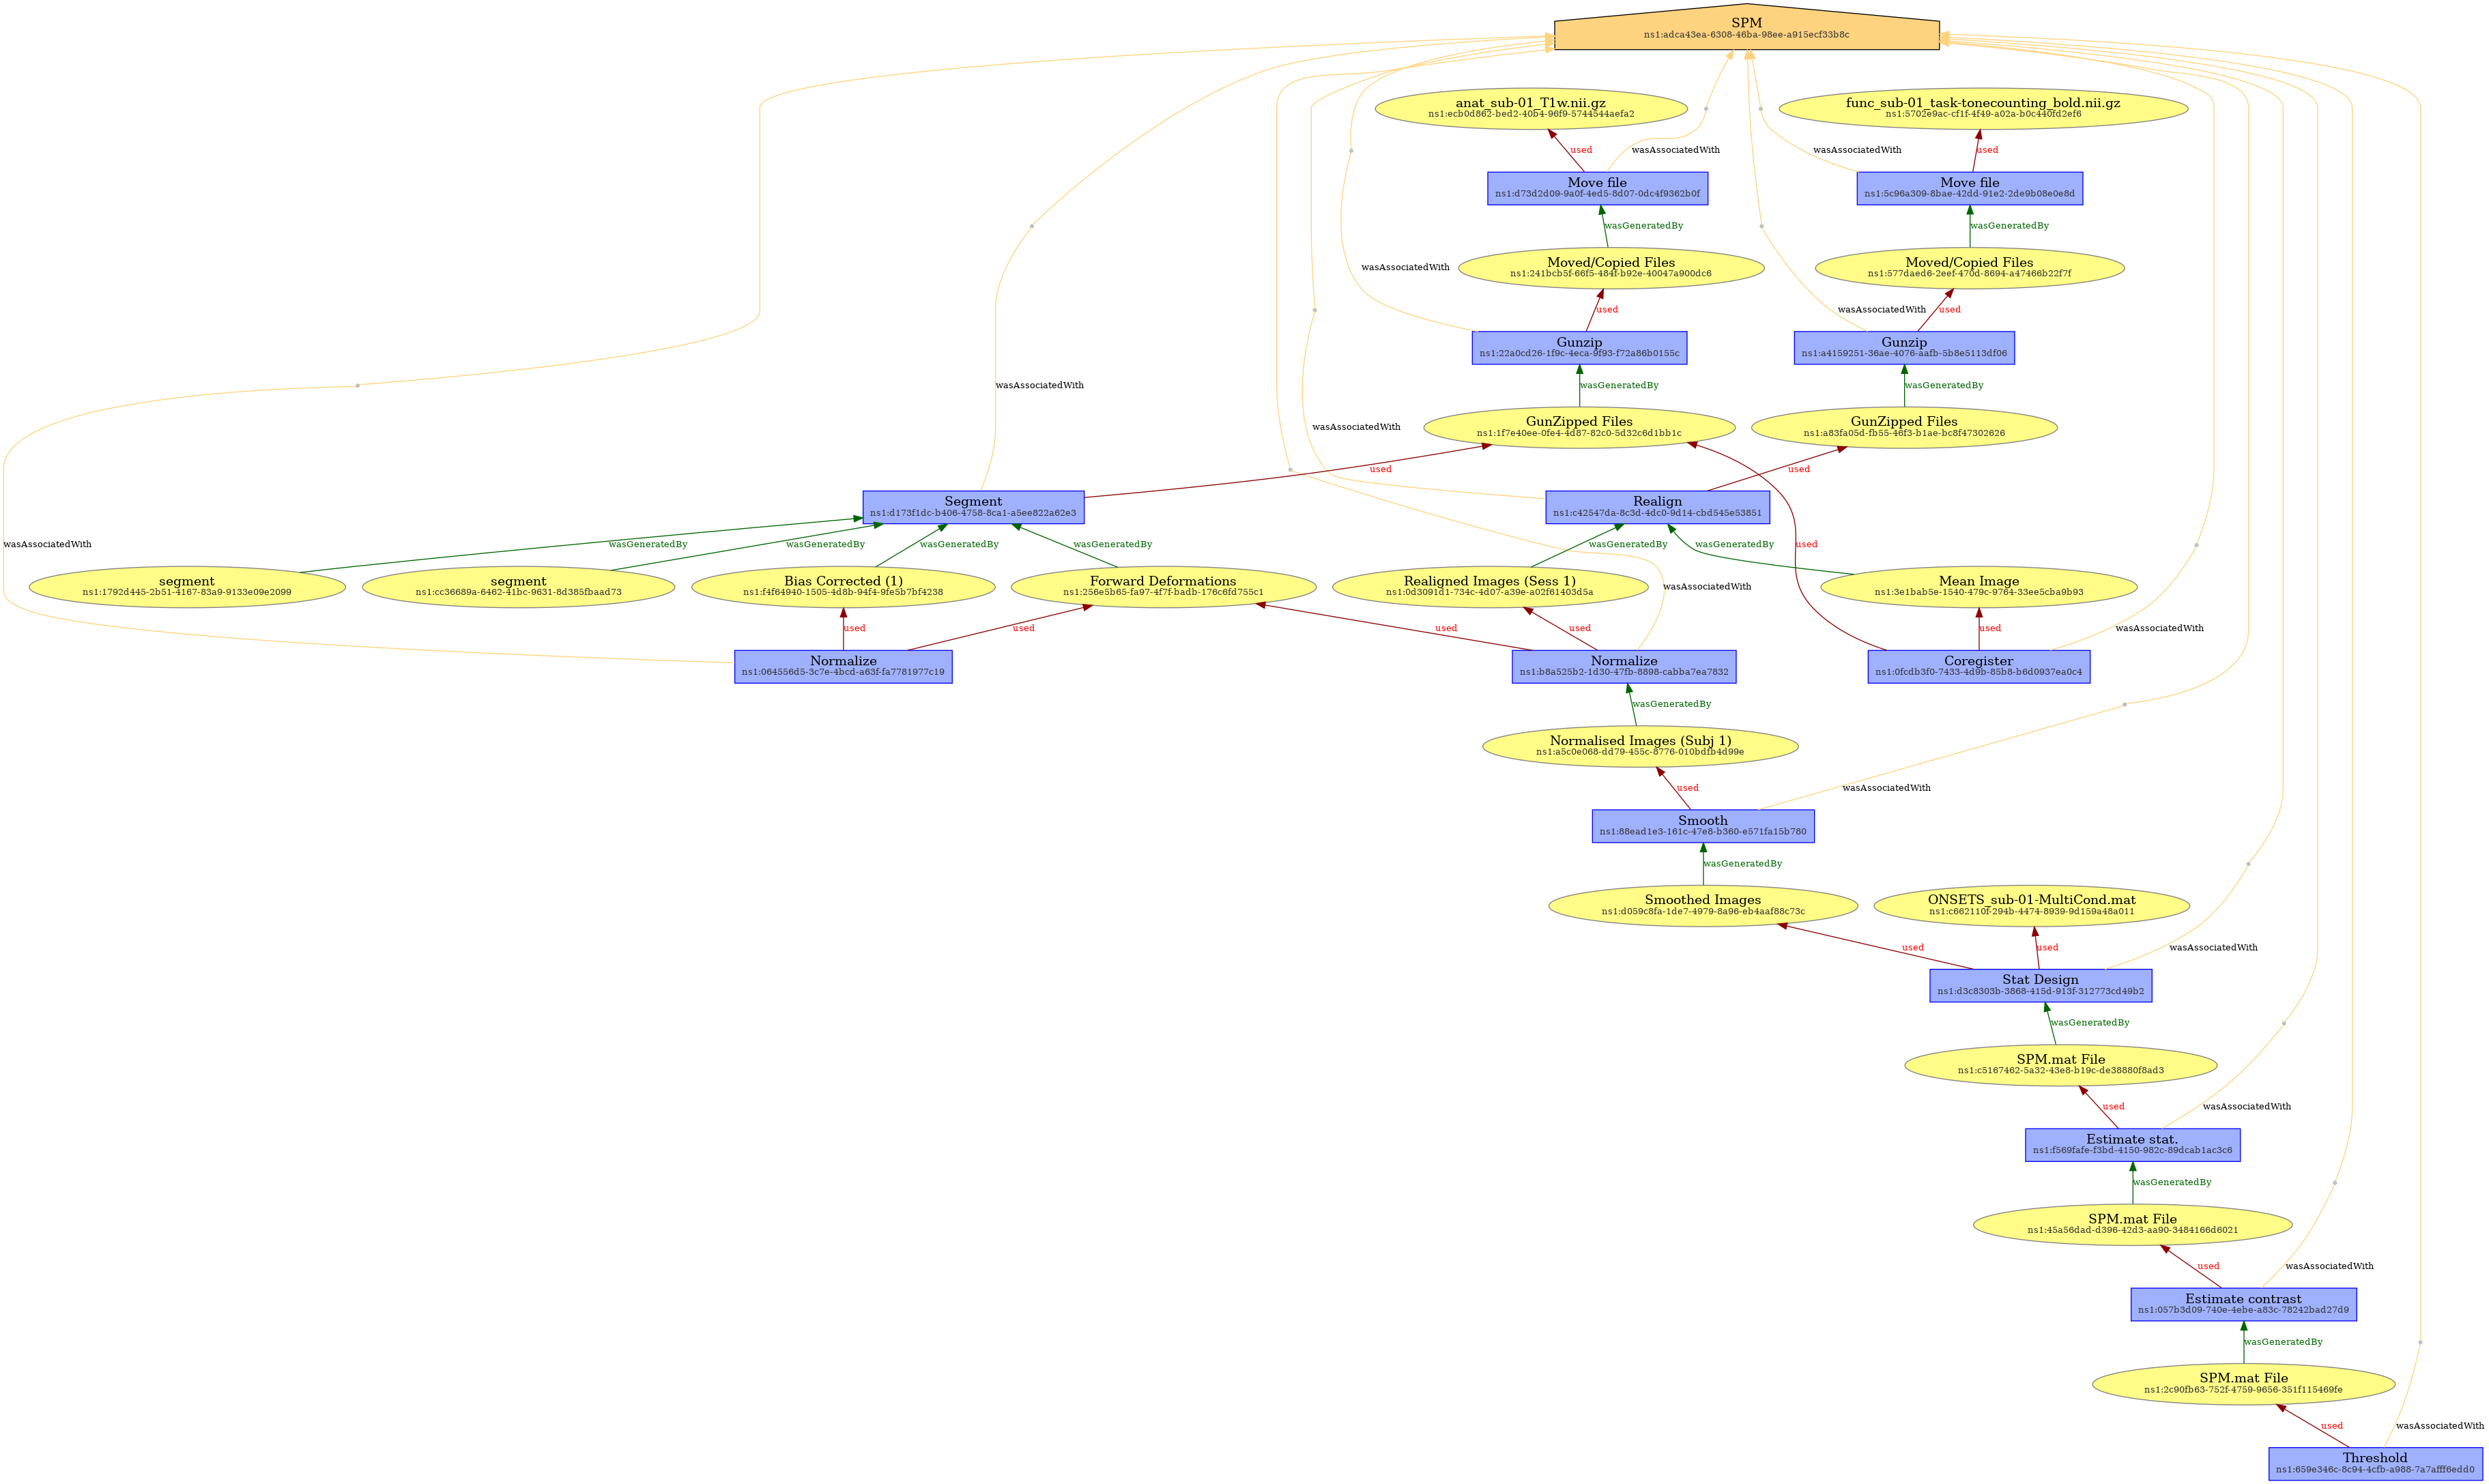 SPM
ns1:adca43ea-6308-46ba-98ee-a915ecf33b8c
anat_sub-01_T1w.nii.gz
ns1:ecb0d862-bed2-40b4-96f9-5744544aefa2
func_sub-01_task-tonecounting_bold.nii.gz
ns1:5702e9ac-cf1f-4f49-a02a-b0c440fd2ef6
used
wasAssociatedWith
wasAssociatedWith
used
Move file
ns1:d73d2d09-9a0f-4ed5-8d07-0dc4f9362b0f
Move file
ns1:5c96a309-8bae-42dd-91e2-2de9b08e0e8d
wasGeneratedBy
wasGeneratedBy
Moved/Copied Files
ns1:241bcb5f-66f5-484f-b92e-40047a900dc6
Moved/Copied Files
ns1:577daed6-2eef-470d-8694-a47466b22f7f
wasAssociatedWith
used
wasAssociatedWith
used
Gunzip
ns1:22a0cd26-1f9c-4eca-9f93-f72a86b0155c
Gunzip
ns1:a4159251-36ae-4076-aafb-5b8e5113df06
wasAssociatedWith
wasGeneratedBy
wasGeneratedBy
GunZipped Files
ns1:1f7e40ee-0fe4-4d87-82c0-5d32c6d1bb1c
GunZipped Files
ns1:a83fa05d-fb55-46f3-b1ae-bc8f47302626
wasAssociatedWith
used
used
Segment
ns1:d173f1dc-b406-4758-8ca1-a5ee822a62e3
Realign
ns1:c42547da-8c3d-4dc0-9d14-cbd545e53851
wasAssociatedWith
wasGeneratedBy
wasGeneratedBy
wasGeneratedBy
wasGeneratedBy
wasGeneratedBy
wasGeneratedBy
used
segment
ns1:1792d445-2b51-4167-83a9-9133e09e2099
segment
ns1:cc36689a-6462-41bc-9631-8d385fbaad73
Bias Corrected (1)
ns1:f4f64940-1505-4d8b-94f4-9fe5b7bf4238
Forward Deformations
ns1:256e5b65-fa97-4f7f-badb-176c6fd755c1
Realigned Images (Sess 1)
ns1:0d3091d1-734c-4d07-a39e-a02f61403d5a
wasAssociatedWith
Mean Image
ns1:3e1bab5e-1540-479c-9764-33ee5cba9b93
used
used
used
used
used
wasAssociatedWith
Normalize
ns1:064556d5-3c7e-4bcd-a63f-fa7781977c19
Normalize
ns1:b8a525b2-1d30-47fb-8898-cabba7ea7832
Coregister
ns1:0fcdb3f0-7433-4d9b-85b8-b6d0937ea0c4
wasGeneratedBy
Normalised Images (Subj 1)
ns1:a5c0e068-dd79-455c-8776-010bdfb4d99e
used
wasAssociatedWith
Smooth
ns1:88ead1e3-161c-47e8-b360-e571fa15b780
wasGeneratedBy
Smoothed Images
ns1:d059c8fa-1de7-4979-8a96-eb4aaf88c73c
ONSETS_sub-01-MultiCond.mat
ns1:c662110f-294b-4474-8939-9d159a48a011
used
used
wasAssociatedWith
Stat Design
ns1:d3c8303b-3868-415d-913f-312773cd49b2
wasGeneratedBy
SPM.mat File
ns1:c5167462-5a32-43e8-b19c-de38880f8ad3
used
wasAssociatedWith
Estimate stat.
ns1:f569fafe-f3bd-4150-982c-89dcab1ac3c6
wasGeneratedBy
SPM.mat File
ns1:45a56dad-d396-42d3-aa90-3484166d6021
used
wasAssociatedWith
Estimate contrast
ns1:057b3d09-740e-4ebe-a83c-78242bad27d9
wasGeneratedBy
SPM.mat File
ns1:2c90fb63-752f-4759-9656-351f115469fe
used
wasAssociatedWith
Threshold
ns1:659e346c-8c94-4cfb-a988-7a7afff6edd0